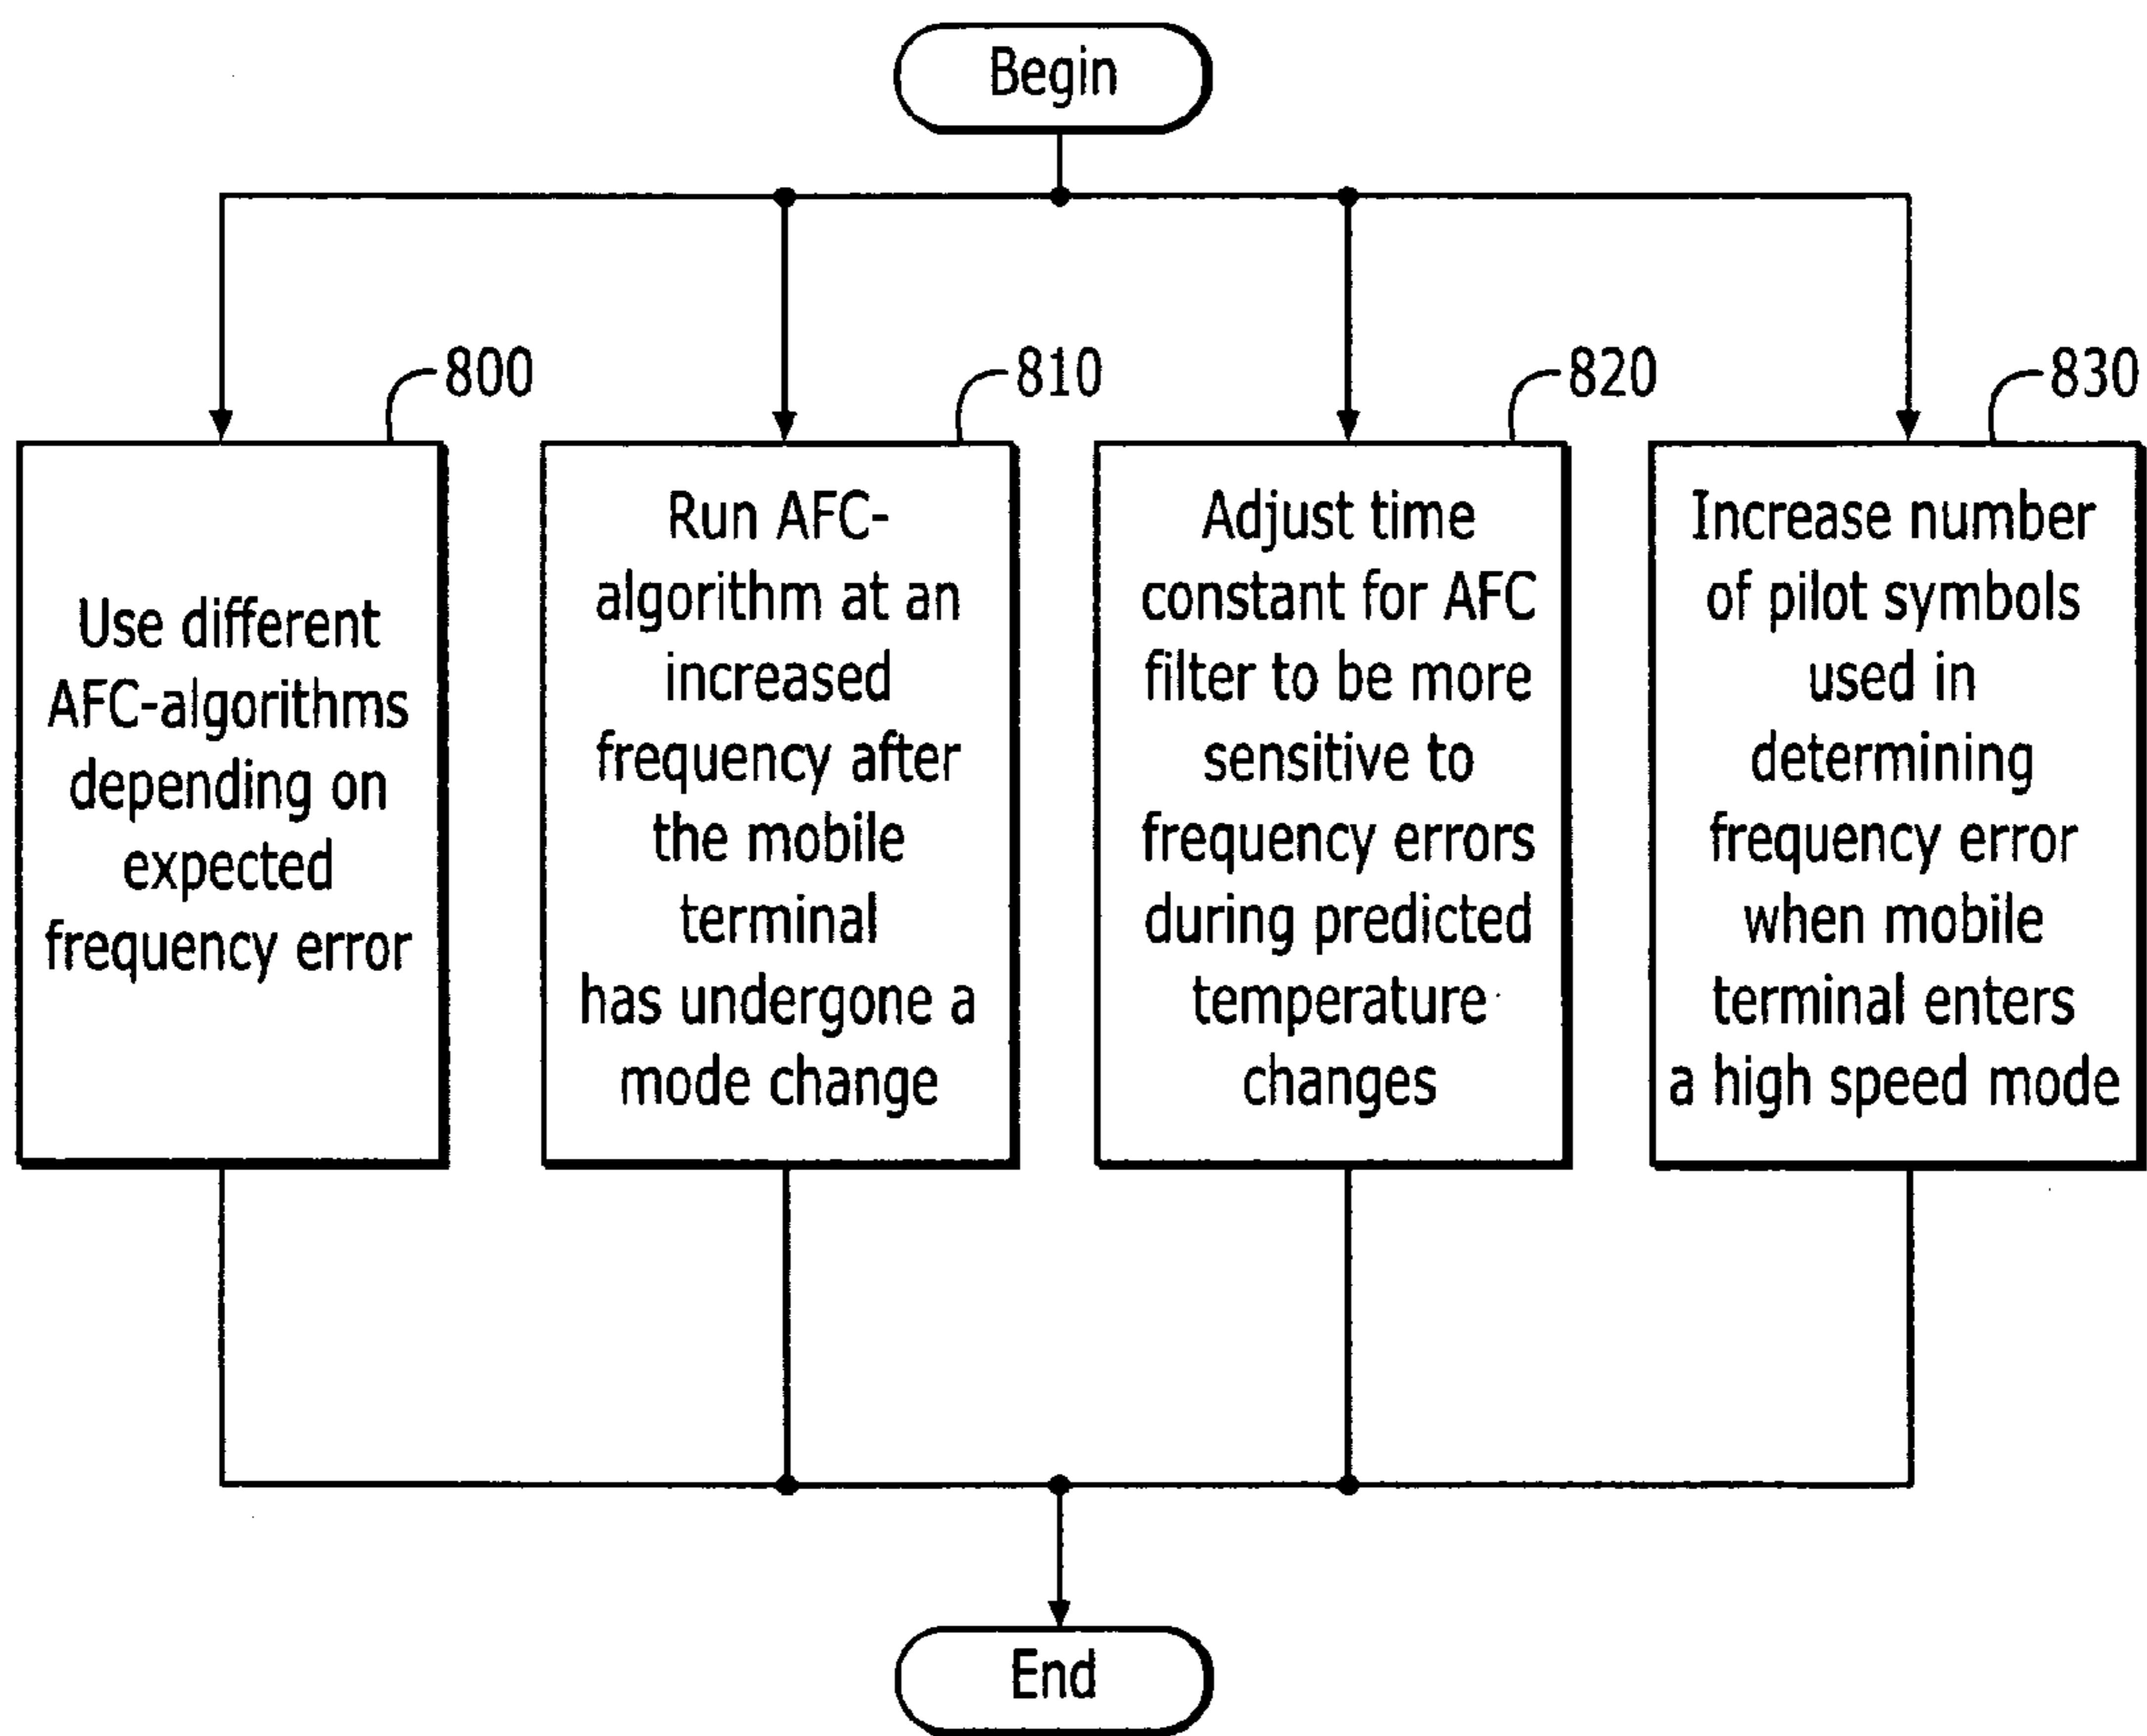 Begin
800
Use different
AFC-algorithms
depending on
expected
frequency error
810
Run AFC-
algorithm at an
increased
frequency after
the mobile
terminal
has undergone a
mode change
820
Adjust time
constant for AFC
filter to be more
sensitive to
frequency errors
during predicted
temperature
changes
830
Increase number
of pilot symbols
used in
determining
frequency error
when mobile
terminal enters
a high speed mode
End